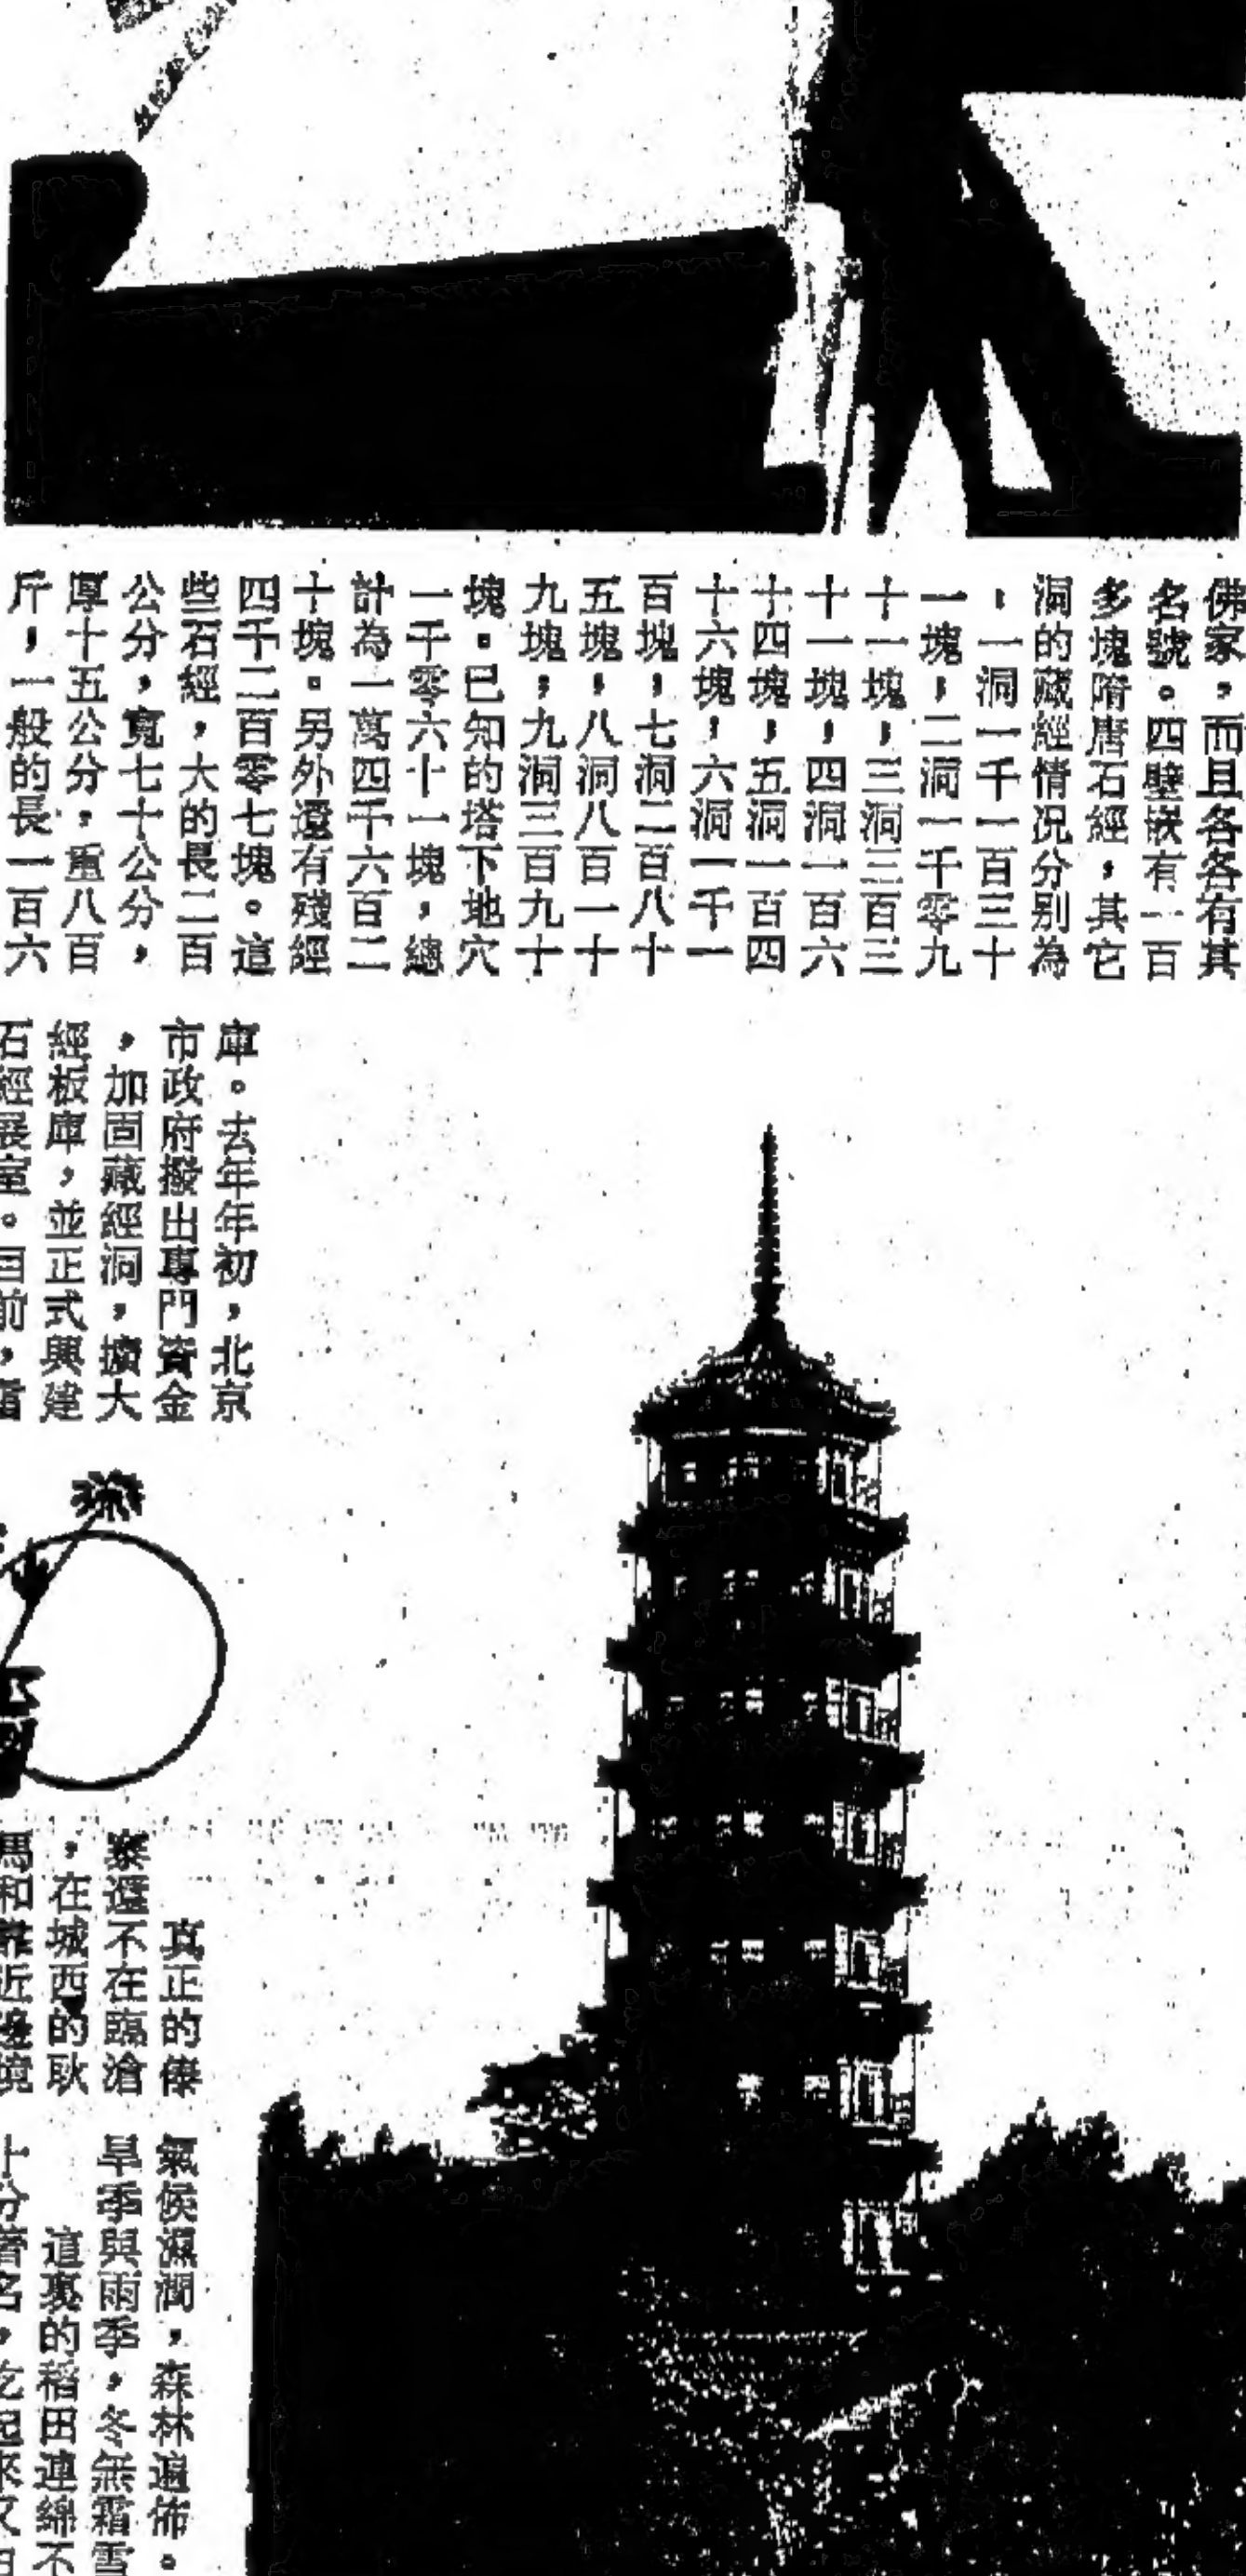 佛家，而且各各有其
名號。四壁嵌有一百
多塊隋唐石經，其它
洞的藏經情况分别為
：一洞一千一百三十
一塊，二洞一千零九
十一塊，三洞三百三
十一塊，四洞一百六
十四塊，五洞一百四
十六塊，六洞一千一
百塊，七洞二百八十
五塊，八洞八百一十
九塊，九洞三百九十
塊。已知的塔下地穴
一千零六十一塊，總
計為一萬四千六百二
十塊。另外還有殘經
四千二百零七塊。這
些石經，大的長二百
公分，寬七十公分，
厚十五公分，重八百
斤，一般的長一百六
庫。去年年初，北京
市政府撥出專門資金
，加固藏經洞，擴大
經板庫，並正式興建
石經展室。目前，
真正的傣
家還不在臨滄
，在城西的耿
馬和靠近邊境
氣候濕潤，森林遍佈。
旱季與雨季，冬無霜雪
這裏的稻田連綿不
十分著名，吃起來又